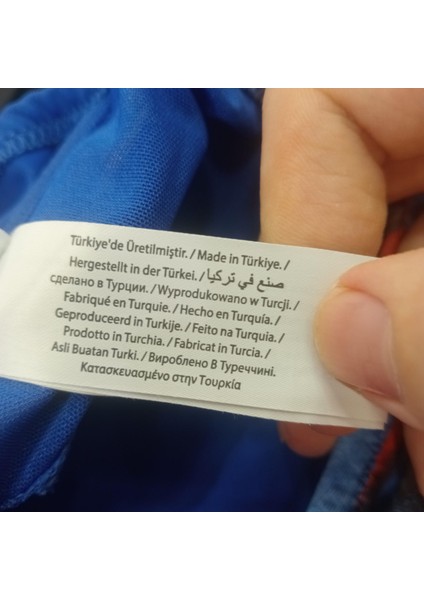 Türkiye'de Üretilmiştir. / Made in Türkiye. /
Hergestellt in der Türkei. / صنع في تركيا /
сделано в Турции. / Wyprodukowano w Turcji. /
Fabriqué en Turquie. / Hecho en Turquía. /
Geproduceerd in Turkije. / Feito na Turquia. /
Prodotto in Turchia. / Fabricat in Turcia. /
Asli Buatan Turki. / Вироблено В Туреччині.
Κατασκευασμένο στην Τουρκία